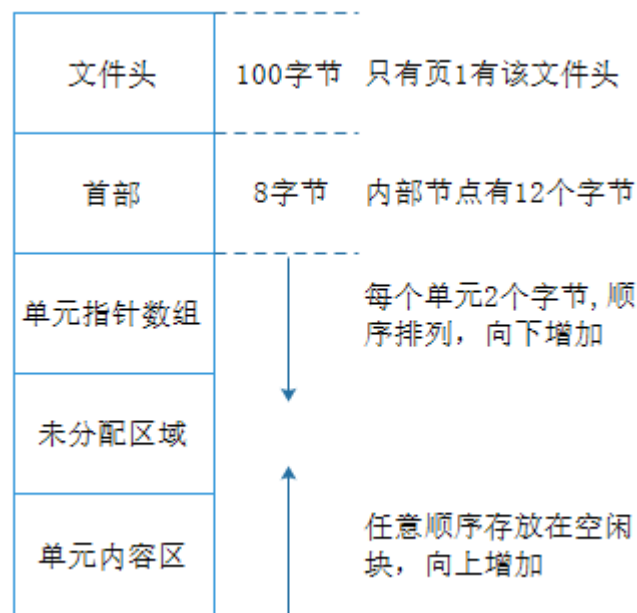 文件头 100字节 只有页1有该文件头
首部 8字节 内部节点有12个字节
单元指针数组
每个单元2个字节,顺
序排列，向下增加
未分配区域
单元内容区
任意顺序存放在空闲
块，向上增加